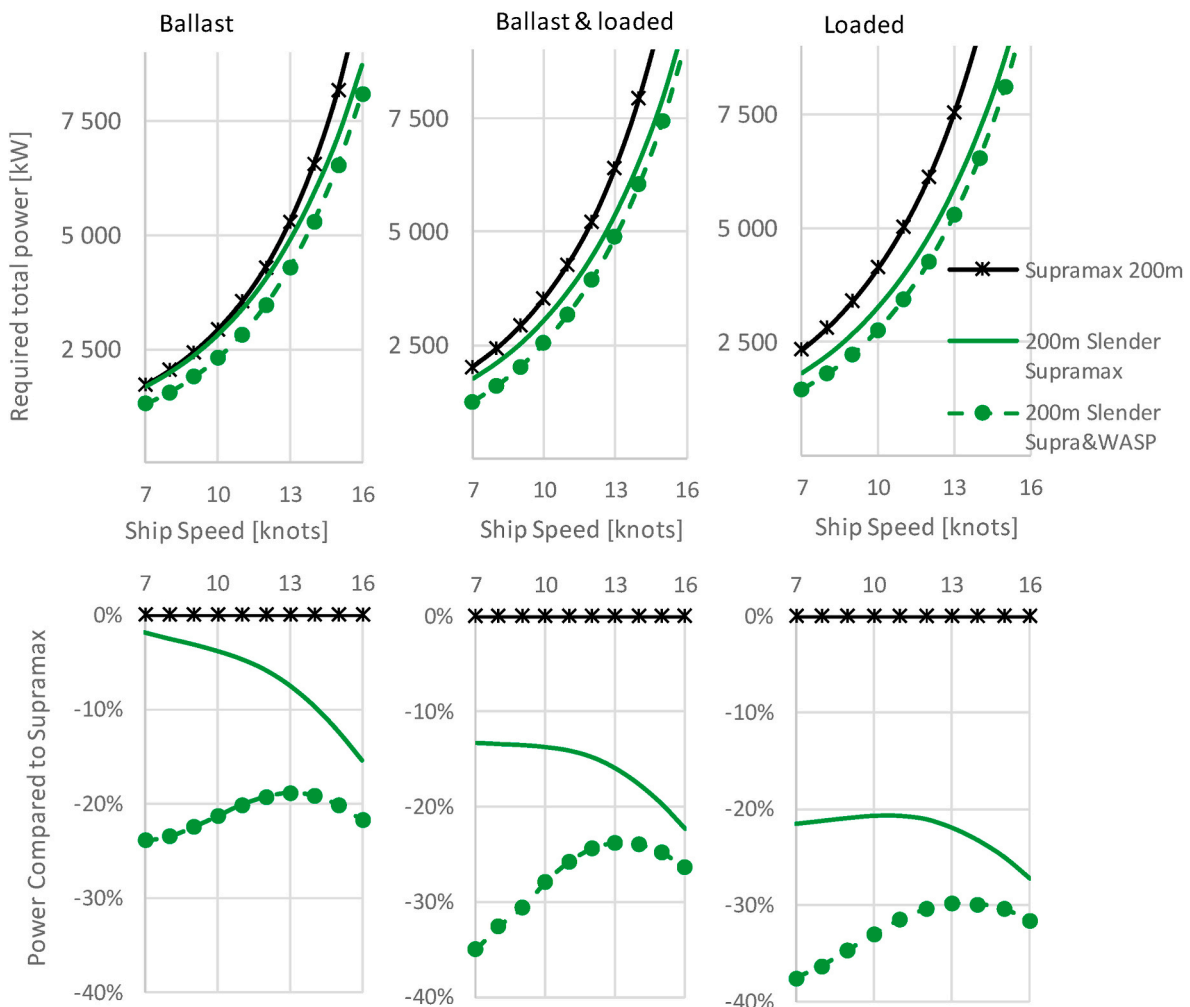 Ballast
Ballast & loaded
Loaded
Required total power [kW]
7 500
5 000
2 500
7 10 13 16
Ship Speed [knots]
7 500
5 000
2 500
7 10 13 16
Ship Speed [knots]
7 500
5 000
2 500
7 10 13 16
Ship Speed [knots]
Supramax 200m
200m Slender
Supramax
200m Slender
Supra&WASP
Power Compared to Supramax
7 10 13 16
0%
-10%
-20%
-30%
-40%
7 10 13 16
0%
-10%
-20%
-30%
-40%
7 10 13 16
0%
-10%
-20%
-30%
-40%